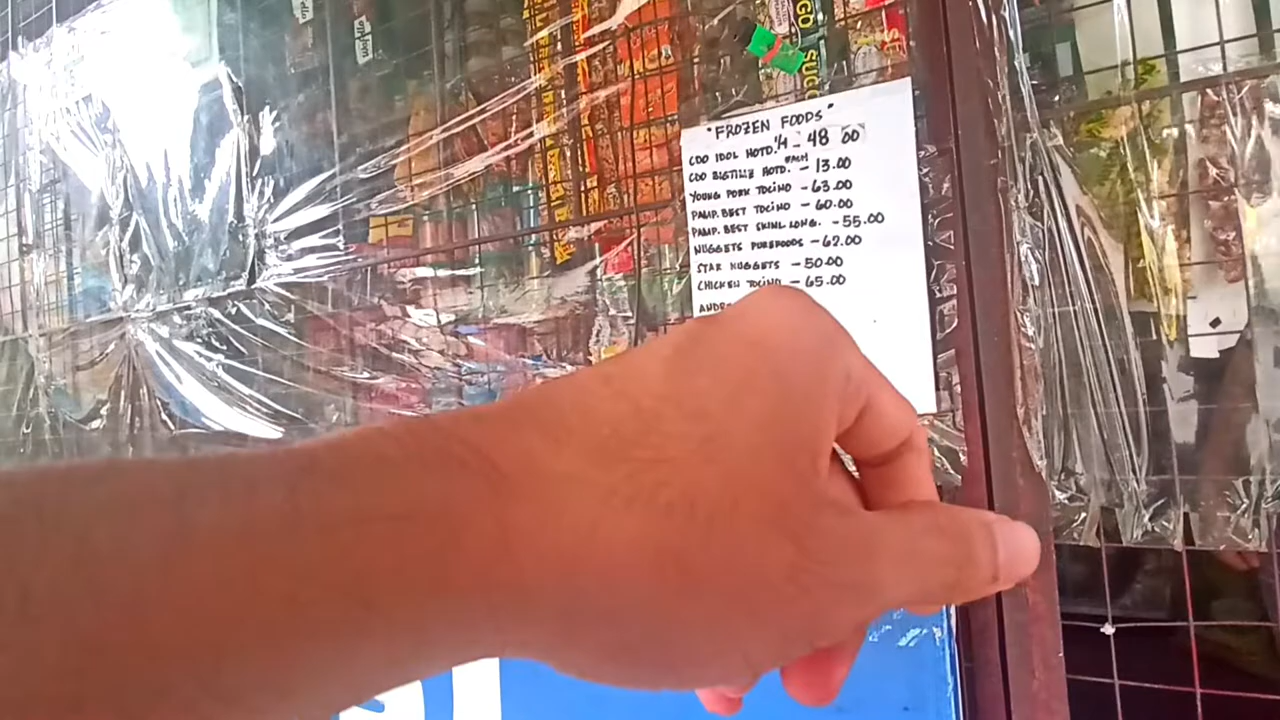 "FROZEN FOODS"
CDO IDOL HOTD. 1/4 - 48 00
CDO BIGTIME HOTD. EACH - 13.00
YOUNG PORK TOCINO - 63.00
PAMP. BEST TOCINO - 60.00
PAMP. BEST SKINL LONG. - 55.00
NUGGETS PUREFOODS - 62.00
STAR NUGGETS - 50.00
CHICKEN TOCINO - 65.00
SUGO